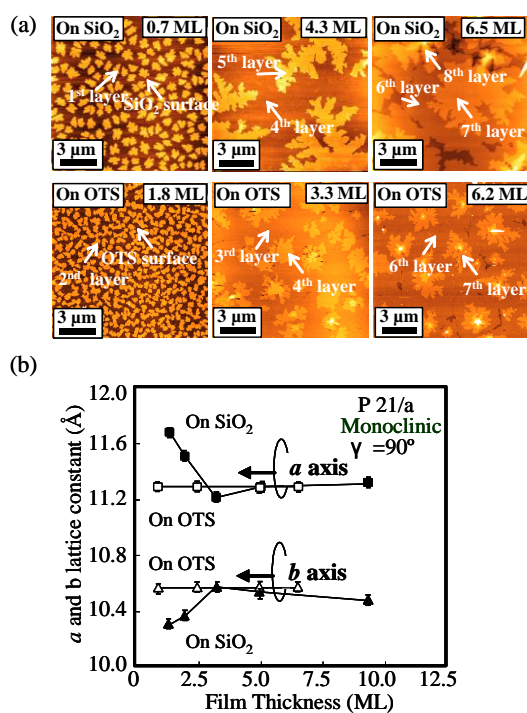 (a)
On SiO2 0.7 ML
1st layer
SiO2 surface
3 μm
On SiO2 4.3 ML
5th layer
4th layer
3 μm
On SiO2 6.5 ML
8th layer
6th layer
7th layer
3 μm
On OTS 1.8 ML
OTS surface
2nd layer
3 μm
On OTS 3.3 ML
3rd layer
4th layer
3 μm
On OTS 6.2 ML
6th layer
7th layer
3 μm
(b)
a and b lattice constant (Å)
12.0
11.6
11.2
10.8
10.4
10.0
On SiO2
P 21/a
Monoclinic
γ =90°
a axis
On OTS
On OTS
b axis
On SiO2
0 2.5 5.0 7.5 10.0 12.5
Film Thickness (ML)